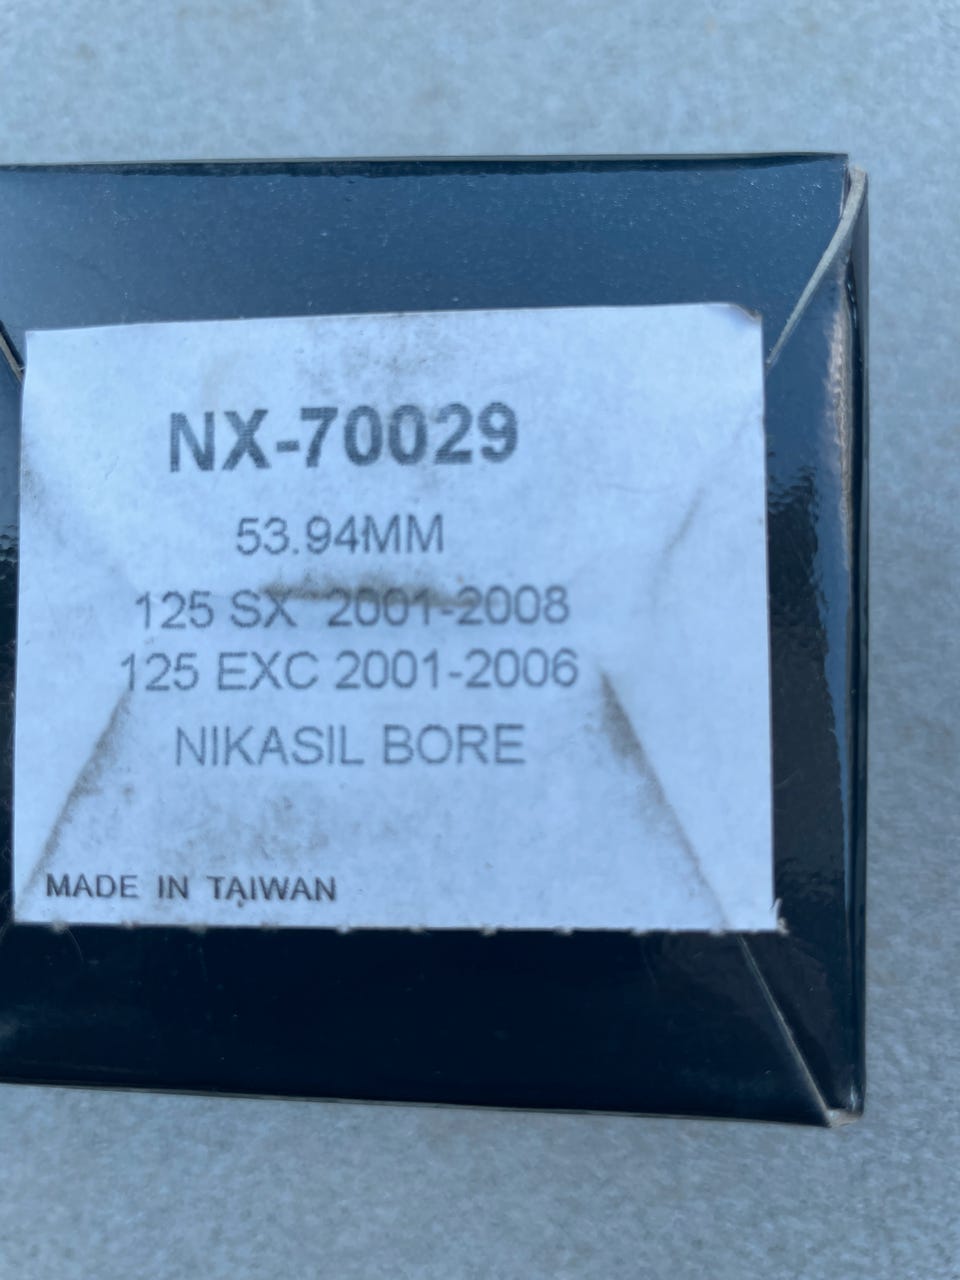 NX-70029
53.94MM
125 SX 2001-2008
125 EXC 2001-2006
NIKASIL BORE
MADE IN TAIWAN